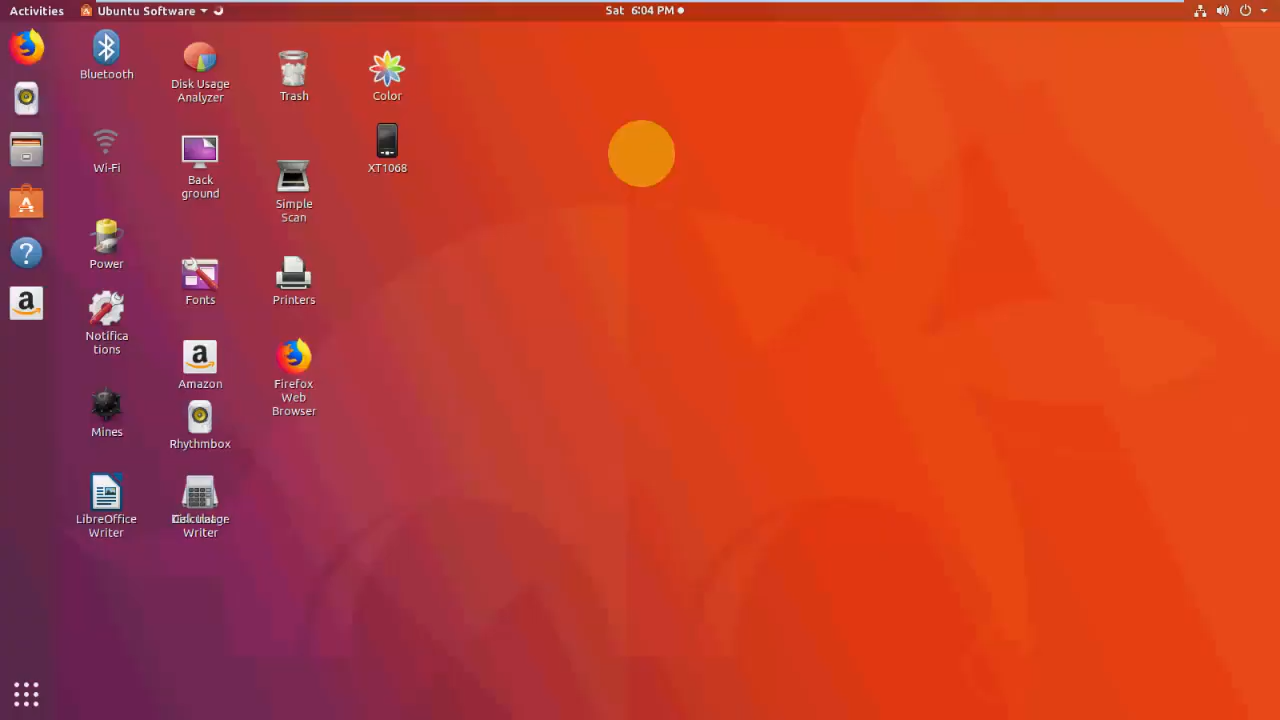 Activities
Ubuntu Software
Sat 6:04 PM
Bluetooth
Disk Usage
Analyzer
Trash
Color
Wi-Fi
Back
ground
Simple
Scan
XT1068
Power
Fonts
Printers
Notifica
tions
Amazon
Firefox
Web
Browser
Mines
Rhythmbox
LibreOffice
Writer
Writer